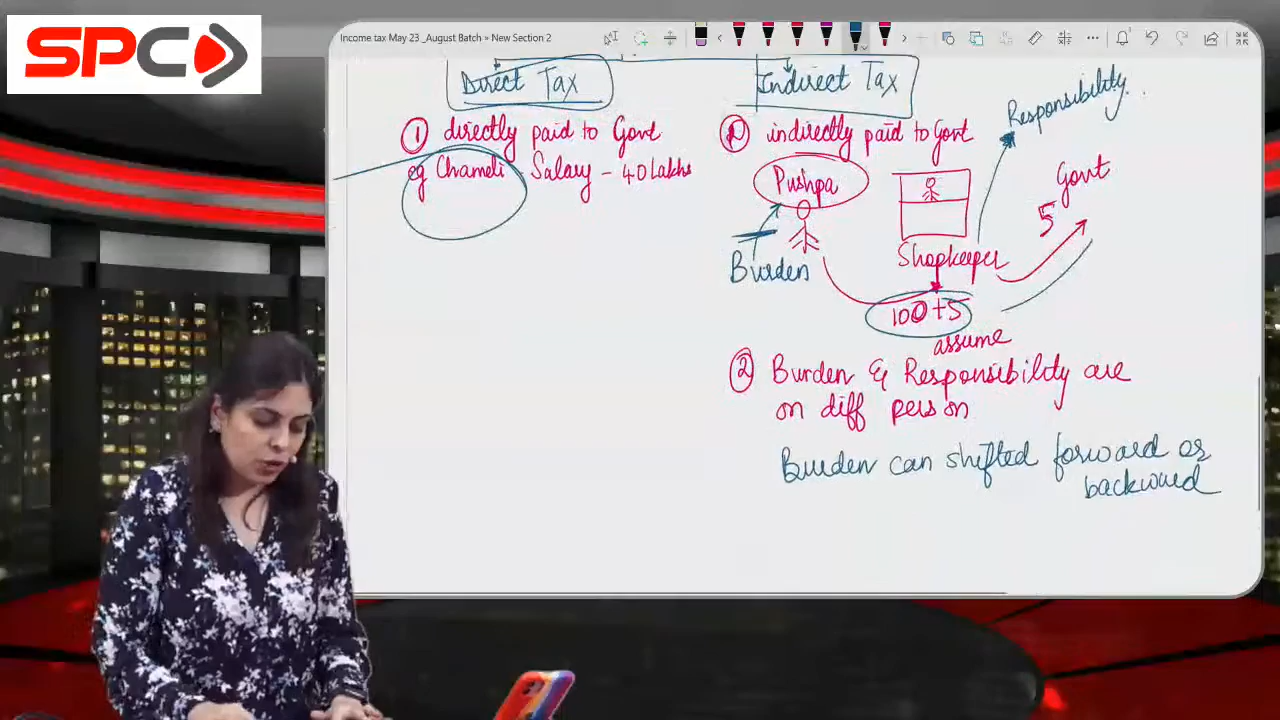 SPC
Income tax May 23 _August Batch » New Section 2
Direct Tax
Indirect Tax
① directly paid to Govt
eg Chameli - Salary - 40 Lakhs
① indirectly paid to Govt
Responsibility
Pushpa
Govt
5
Shopkeeper
Burden
100 + 5
assume
② Burden & Responsibility are
on diff person
Burden can shifted forward or
backward